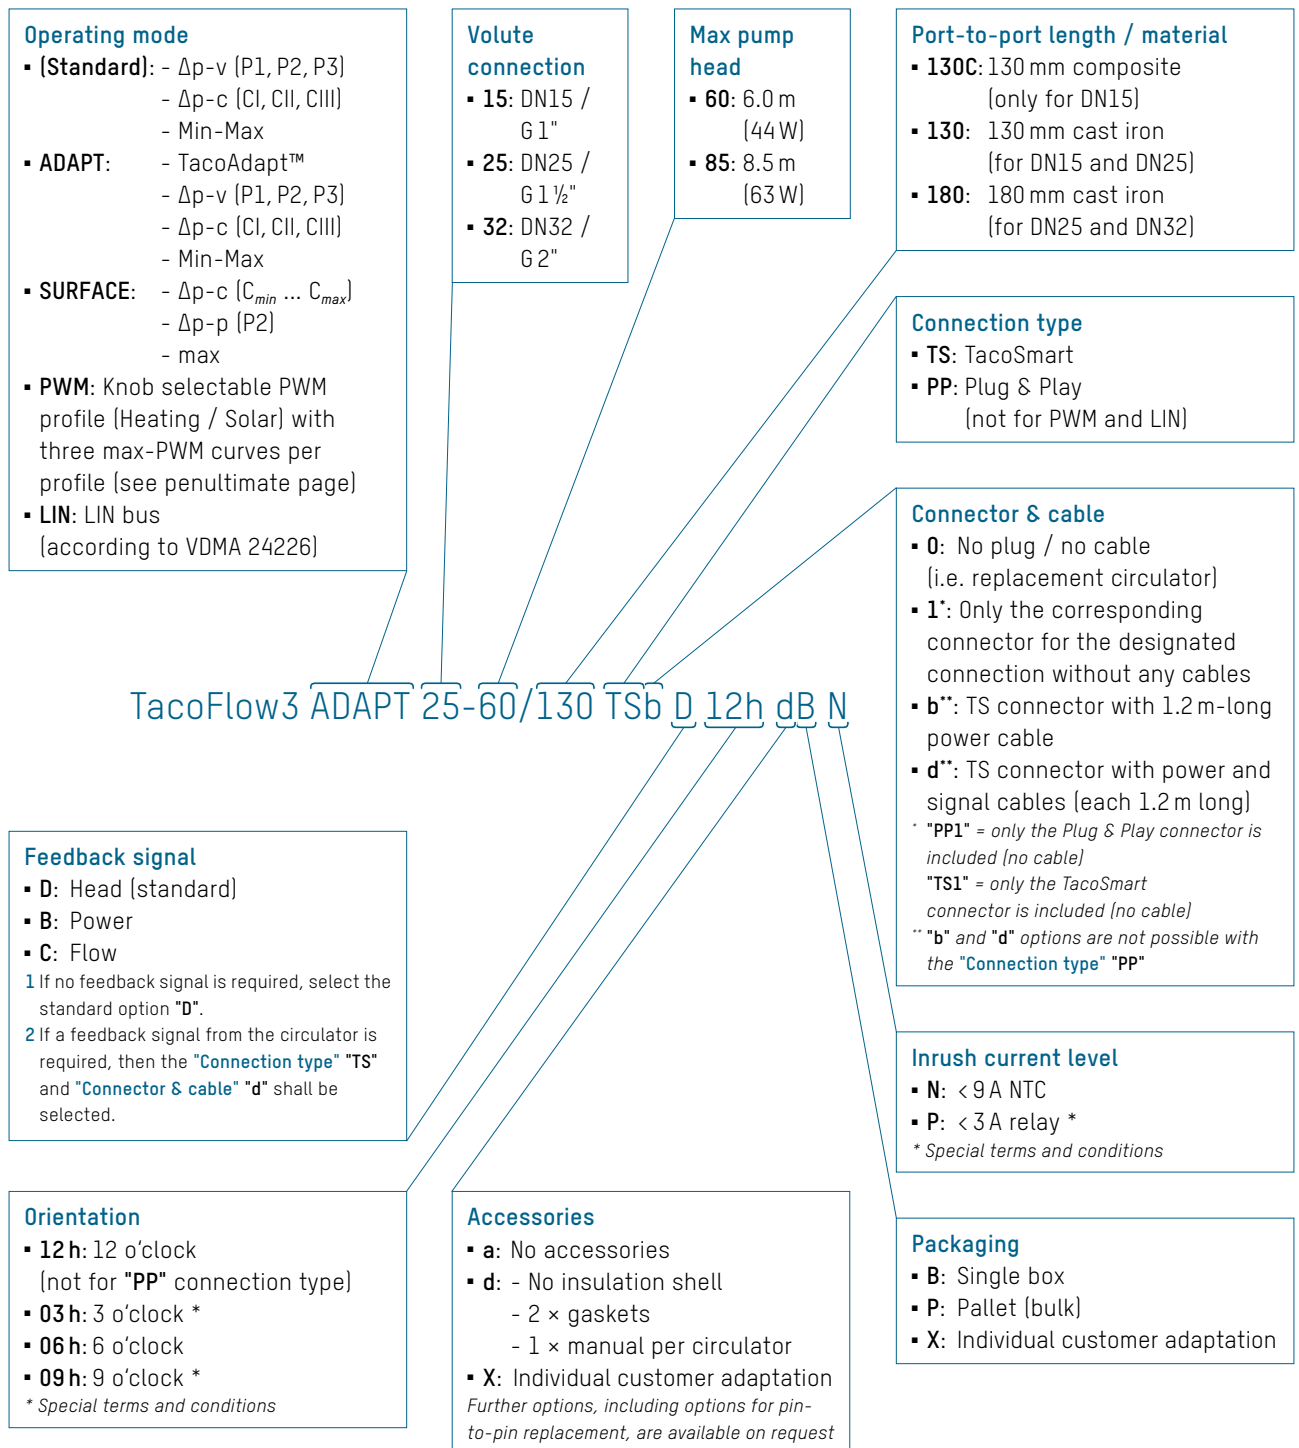 Operating mode
▪ (Standard): - Δp-v (P1, P2, P3)
- Δp-c (CI, CII, CIII)
- Min-Max
▪ ADAPT: - TacoAdapt™
- Δp-v (P1, P2, P3)
- Δp-c (CI, CII, CIII)
- Min-Max
▪ SURFACE: - Δp-c (Cmin ... Cmax)
- Δp-p (P2)
- max
▪ PWM: Knob selectable PWM
profile (Heating / Solar) with
three max-PWM curves per
profile (see penultimate page)
▪ LIN: LIN bus
(according to VDMA 24226)
Volute
connection
▪ 15: DN15 /
G 1"
▪ 25: DN25 /
G 1 ½"
▪ 32: DN32 /
G 2"
Max pump
head
▪ 60: 6.0 m
(44 W)
▪ 85: 8.5 m
(63 W)
Port-to-port length / material
▪ 130C: 130 mm composite
(only for DN15)
▪ 130: 130 mm cast iron
(for DN15 and DN25)
▪ 180: 180 mm cast iron
(for DN25 and DN32)
Connection type
▪ TS: TacoSmart
▪ PP: Plug & Play
(not for PWM and LIN)
Connector & cable
▪ 0: No plug / no cable
(i.e. replacement circulator)
▪ 1*: Only the corresponding
connector for the designated
connection without any cables
▪ b**: TS connector with 1.2 m-long
power cable
▪ d**: TS connector with power and
signal cables (each 1.2 m long)
* "PP1" = only the Plug & Play connector is
included (no cable)
"TS1" = only the TacoSmart
connector is included (no cable)
** "b" and "d" options are not possible with
the "Connection type" "PP"
TacoFlow3 ADAPT 25-60/130 TSb D 12h dB N
Feedback signal
▪ D: Head (standard)
▪ B: Power
▪ C: Flow
1 If no feedback signal is required, select the
standard option "D".
2 If a feedback signal from the circulator is
required, then the "Connection type" "TS"
and "Connector & cable" "d" shall be
selected.
Inrush current level
▪ N: < 9 A NTC
▪ P: < 3 A relay *
* Special terms and conditions
Orientation
▪ 12 h: 12 o'clock
(not for "PP" connection type)
▪ 03 h: 3 o'clock *
▪ 06 h: 6 o'clock
▪ 09 h: 9 o'clock *
* Special terms and conditions
Accessories
▪ a: No accessories
▪ d: - No insulation shell
- 2 × gaskets
- 1 × manual per circulator
▪ X: Individual customer adaptation
Further options, including options for pin-
to-pin replacement, are available on request
Packaging
▪ B: Single box
▪ P: Pallet (bulk)
▪ X: Individual customer adaptation